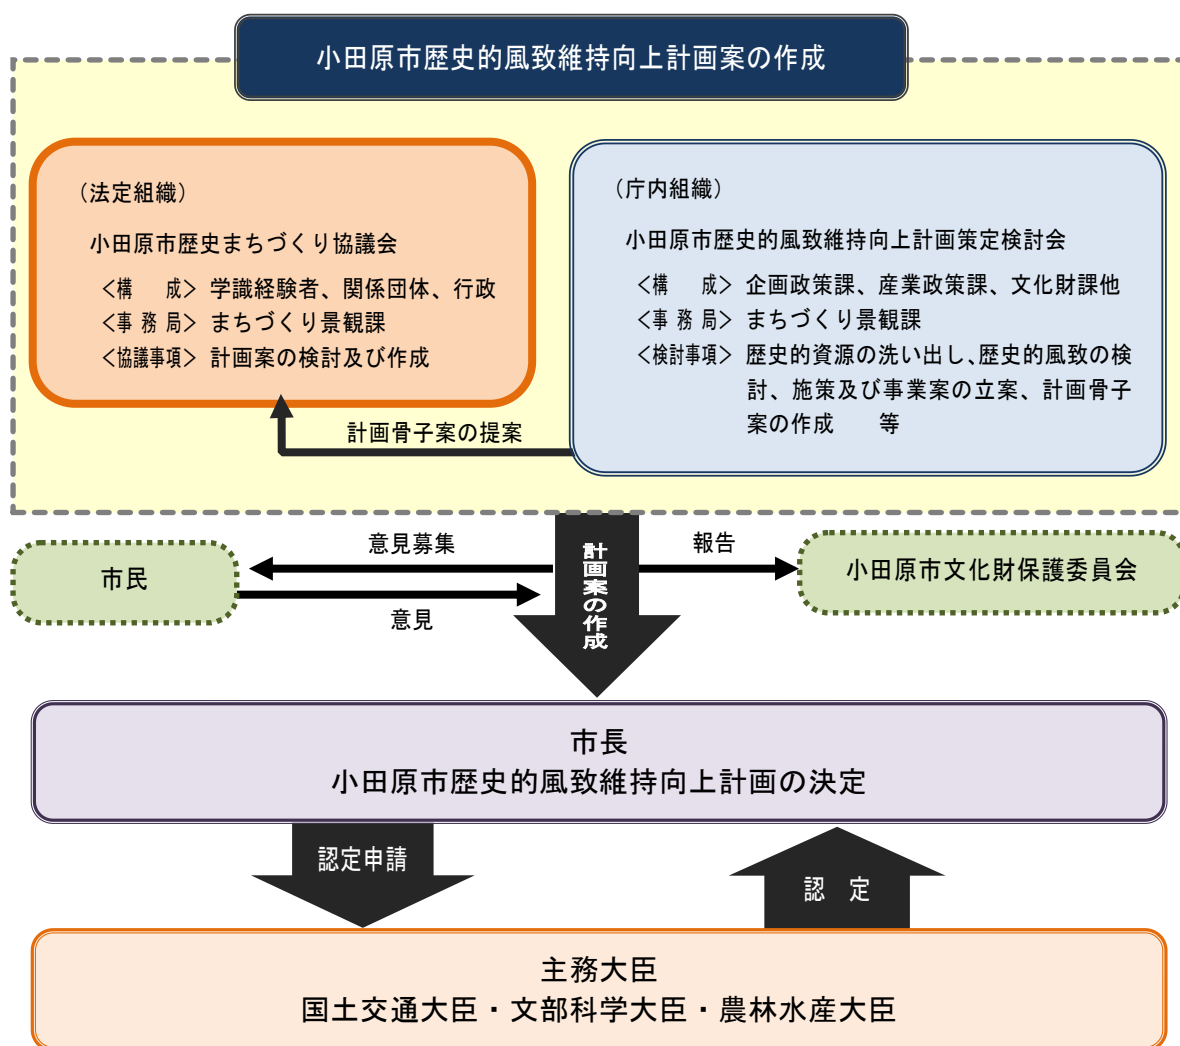 小田原市歴史的風致維持向上計画案の作成
（法定組織）
小田原市歴史まちづくり協議会
＜構　成＞ 学識経験者、関係団体、行政
＜事務局＞ まちづくり景観課
＜協議事項＞ 計画案の検討及び作成
（庁内組織）
小田原市歴史的風致維持向上計画策定検討会
＜構　成＞ 企画政策課、産業政策課、文化財課他
＜事務局＞ まちづくり景観課
＜検討事項＞ 歴史的資源の洗い出し、歴史的風致の検
討、施策及び事業案の立案、計画骨子
案の作成　等
計画骨子案の提案
計画案の作成
意見募集
意見
市民
報告
小田原市文化財保護委員会
市長
小田原市歴史的風致維持向上計画の決定
認定申請
認　定
主務大臣
国土交通大臣・文部科学大臣・農林水産大臣